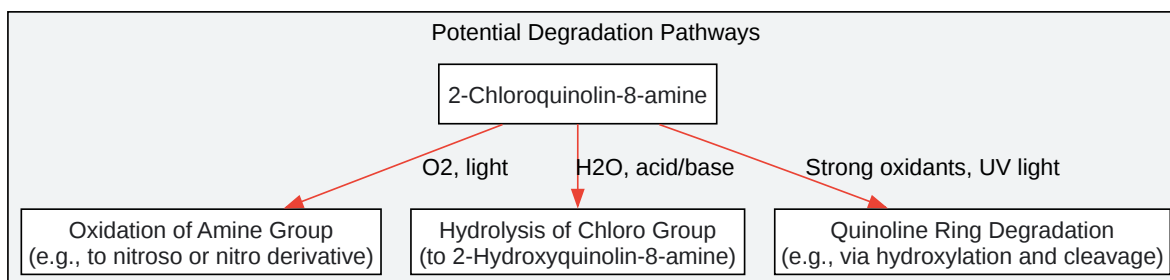 Potential Degradation Pathways
2-Chloroquinolin-8-amine
O2, light
H2O, acid/base
Strong oxidants, UV light
Oxidation of Amine Group
(e.g., to nitroso or nitro derivative)
Hydrolysis of Chloro Group
(to 2-Hydroxyquinolin-8-amine)
Quinoline Ring Degradation
(e.g., via hydroxylation and cleavage)